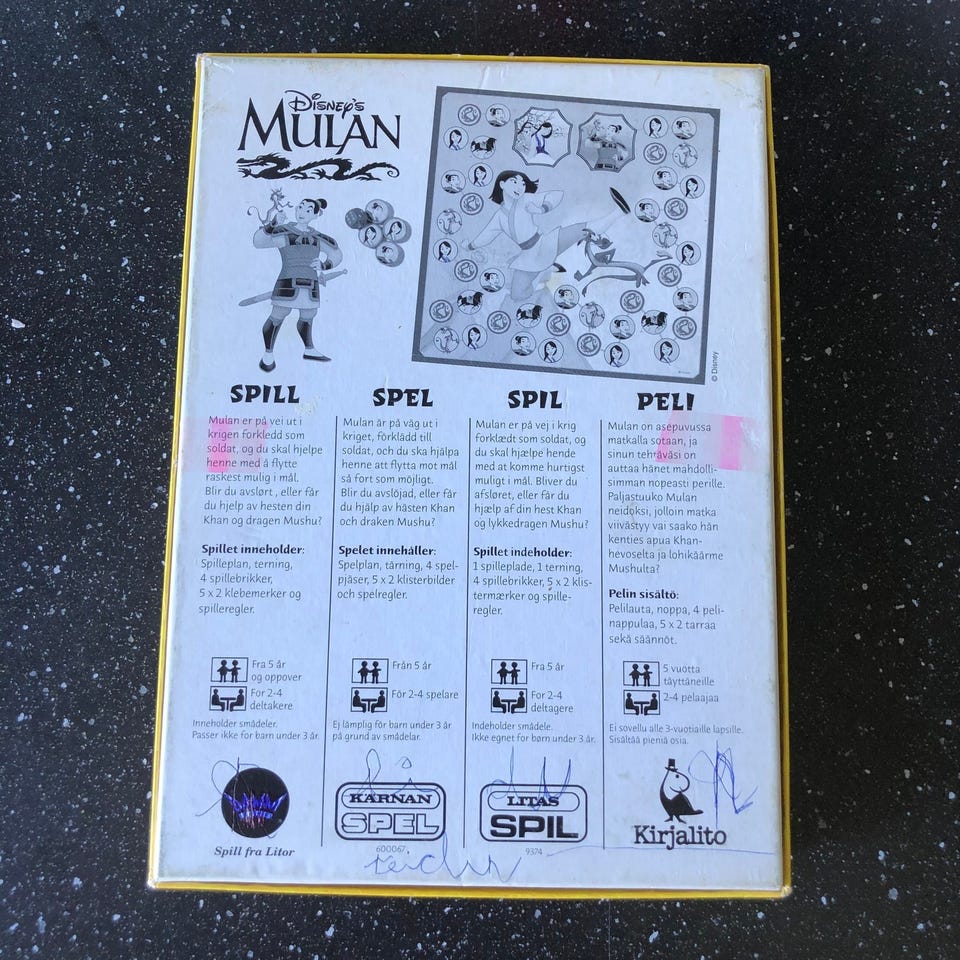 DISNEY'S
MULAN
© Disney
SPILL
Mulan er på vei ut i
krigen forkledd som
soldat, og du skal hjelpe
henne med å flytte
raskest mulig i mål.
Blir du avslørt, eller får
du hjelp av hesten din
Khan og dragen Mushu?
Spillet inneholder:
Spilleplan, terning,
4 spillebrikker,
5 x 2 klebemerker og
spilleregler.
Fra 5 år
og oppover
For 2-4
deltakere
Inneholder smådeler.
Passer ikke for barn under 3 år.
Spill fra Litor
SPEL
Mulan är på väg ut i
kriget, förklädd till
soldat, och du ska hjälpa
henne att flytta mot mål
så fort som möjligt.
Blir du avslöjad, eller får
du hjälp av hästen Khan
och draken Mushu?
Spelet innehåller:
Spelplan, tärning, 4 spel-
pjäser, 5 x 2 klisterbilder
och spelregler.
Från 5 år
För 2-4 spelare
Ej lämplig för barn under 3 år
på grund av smådelar.
KÄRNAN
SPEL
600067
SPIL
Mulan er på vej i krig
forklædt som soldat, og
du skal hjælpe hende
med at komme hurtigst
muligt i mål. Bliver du
afsløret, eller får du
hjælp af din hest Khan
og lykkedragen Mushu?
Spillet indeholder:
1 spilleplade, 1 terning,
4 spillebrikker, 5 x 2 klis-
termærker og spille-
regler.
Fra 5 år
For 2-4
deltagere
Indeholder smådele.
Ikke egnet for børn under 3 år.
LITAS
SPIL
9374
PELI
Mulan on asepuvussa
matkalla sotaan, ja
sinun tehtäväsi on
auttaa hänet mahdolli-
simman nopeasti perille.
Paljastuuko Mulan
neidoksi, jolloin matka
viivästyy vai saako hän
kenties apua Khan-
hevoselta ja lohikäärme
Mushulta?
Pelin sisältö:
Pelilauta, noppa, 4 peli-
nappulaa, 5 x 2 tarraa
sekä säännöt.
5 vuotta
täyttäneille
2-4 pelaajaa
Ei sovellu alle 3-vuotiaille lapsille.
Sisältää pieniä osia.
Kirjalito